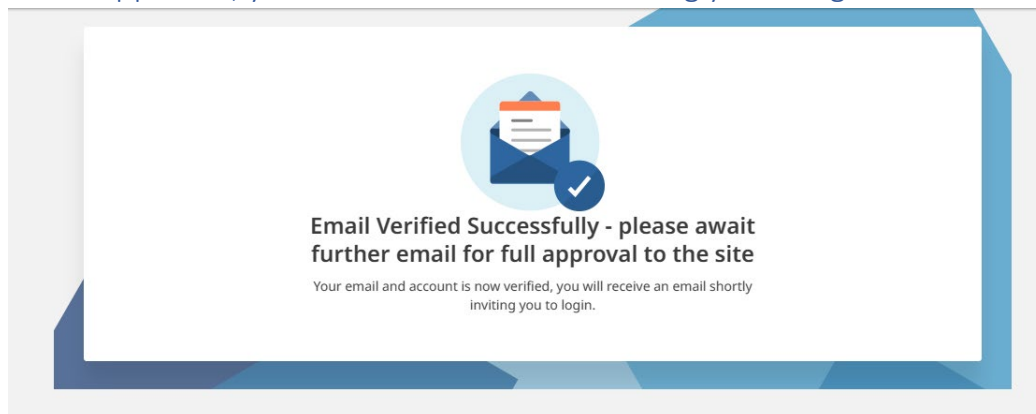 Email Verified Successfully - please await
further email for full approval to the site
Your email and account is now verified, you will receive an email shortly
inviting you to login.